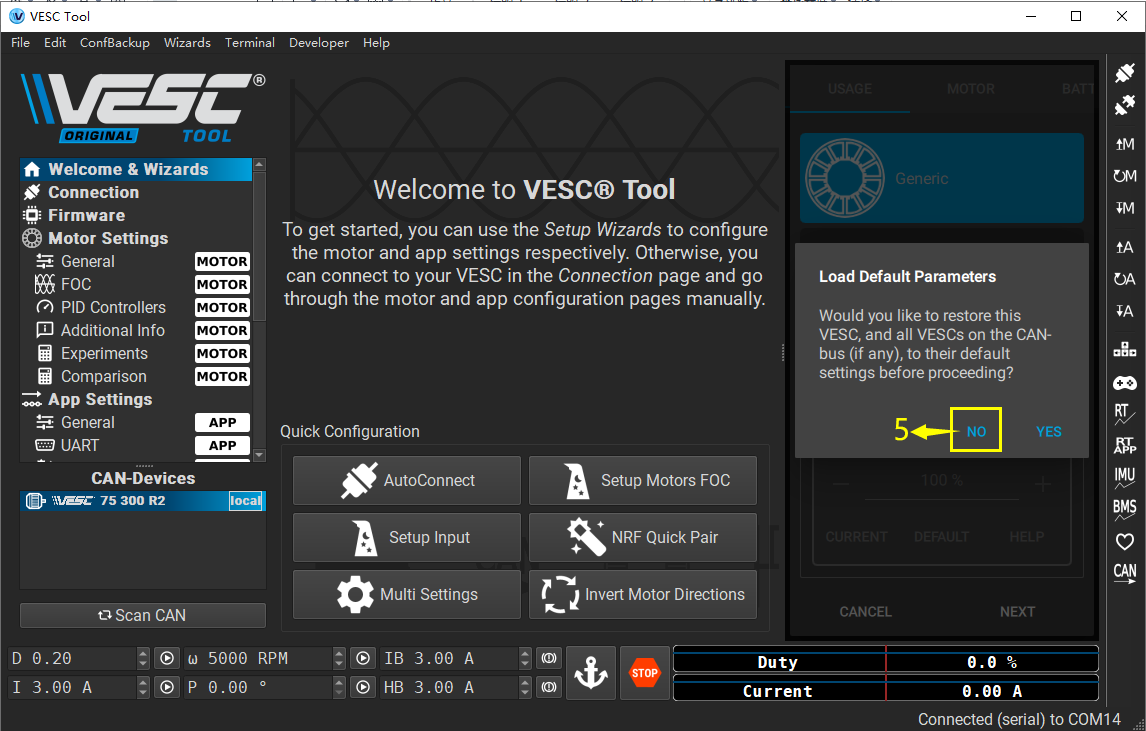 VESC Tool
File Edit ConfBackup Wizards Terminal Developer Help
VESC®
ORIGINAL TOOL
Welcome & Wizards
Connection
Firmware
Motor Settings
General MOTOR
FOC MOTOR
PID Controllers MOTOR
Additional Info MOTOR
Experiments MOTOR
Comparison MOTOR
App Settings
General APP
UART APP
CAN-Devices
VESC 75 300 R2 local
Scan CAN
Welcome to VESC® Tool
To get started, you can use the Setup Wizards to configure
the motor and app settings respectively. Otherwise, you
can connect to your VESC in the Connection page and go
through the motor and app configuration pages manually.
Quick Configuration
AutoConnect Setup Motors FOC
Setup Input NRF Quick Pair
Multi Settings Invert Motor Directions
USAGE MOTOR BATT
Generic
Load Default Parameters
Would you like to restore this
VESC, and all VESCs on the CAN-
bus (if any), to their default
settings before proceeding?
5 NO YES
100 %
CURRENT DEFAULT HELP
CANCEL NEXT
M
M
M
A
A
A
RT
RT
APP
IMU
BMS
CAN
D 0.20 ω 5000 RPM IB 3.00 A
I 3.00 A P 0.00 ° HB 3.00 A
STOP
Duty 0.0 %
Current 0.00 A
Connected (serial) to COM14